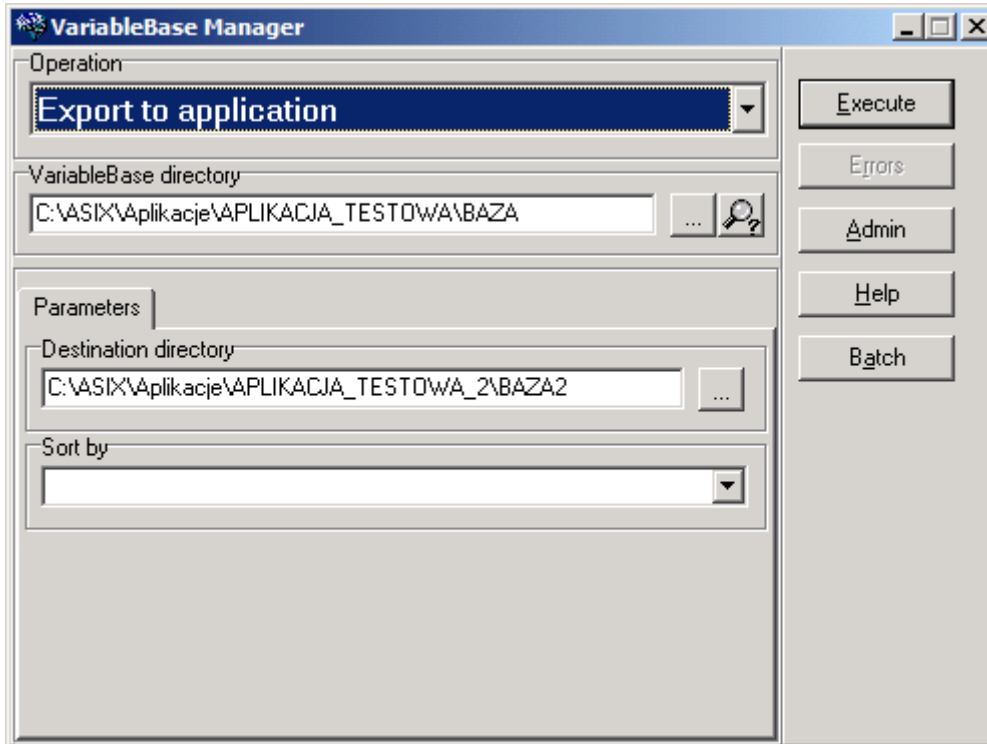 VariableBase Manager
Operation
Export to application
VariableBase directory
C:\ASIX\Aplikacje\APLIKACJA_TESTOWA\BAZA
...
Parameters
Destination directory
C:\ASIX\Aplikacje\APLIKACJA_TESTOWA_2\BAZA2
...
Sort by
Execute
Errors
Admin
Help
Batch